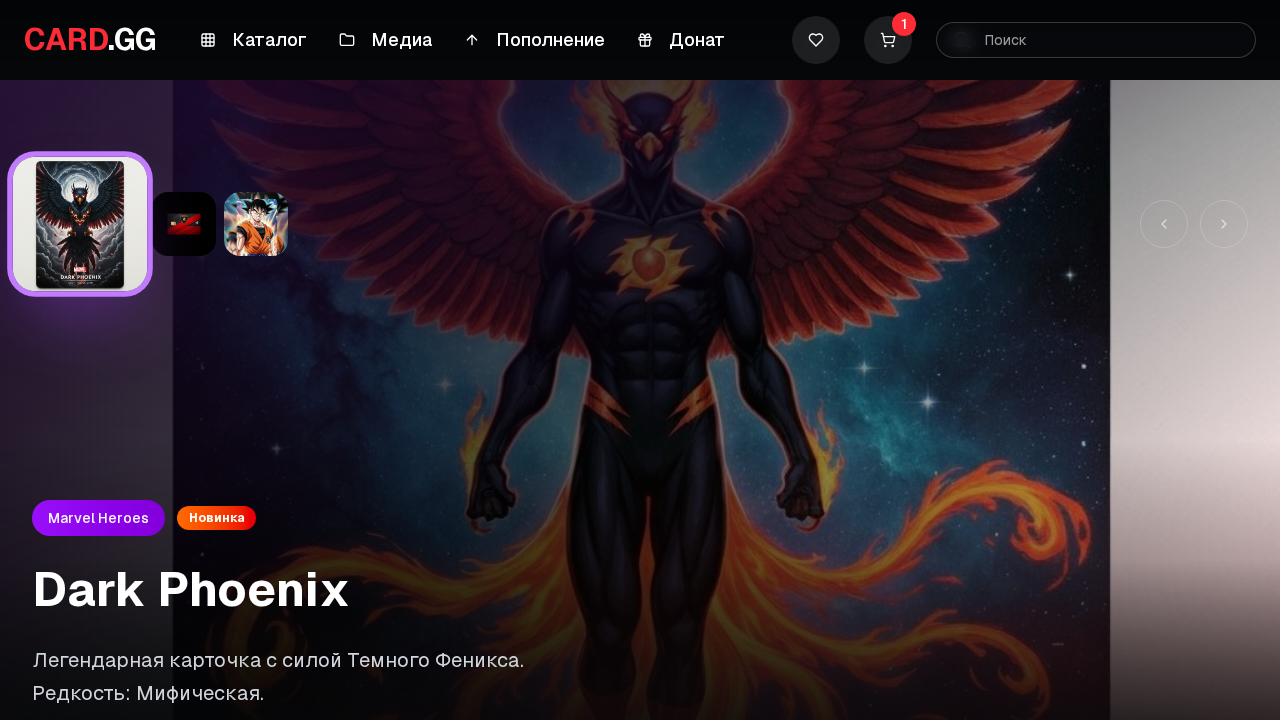 CARD.GG
Каталог
Медиа
Пополнение
Донат
1
Поиск
DARK PHOENIX
Marvel Heroes
Новинка
Dark Phoenix
Легендарная карточка с силой Темного Феникса.
Редкость: Мифическая.